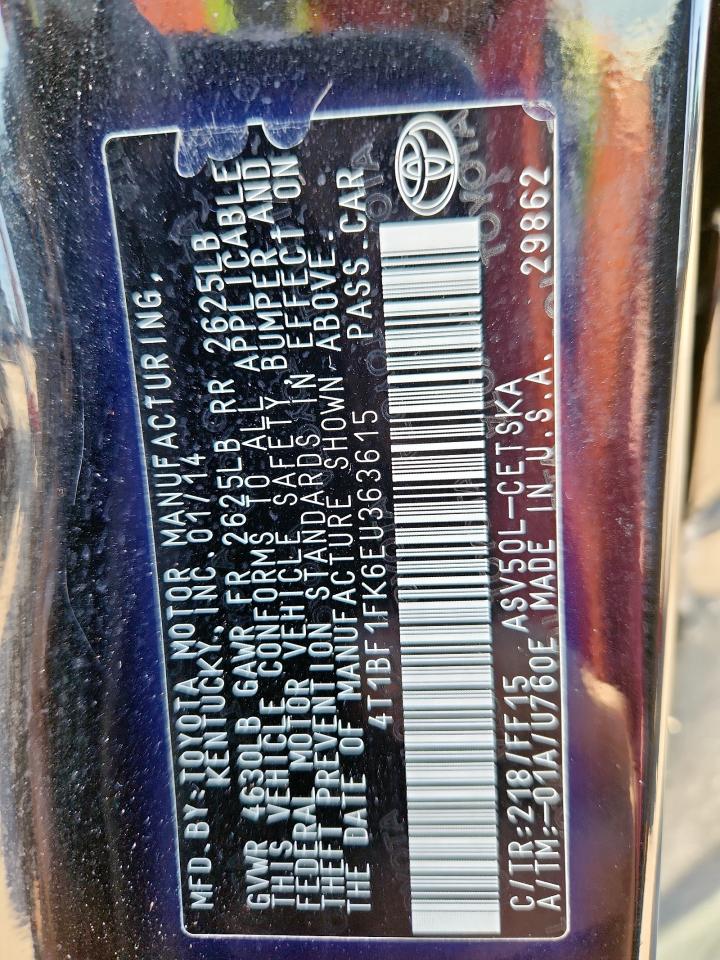 MFD.BY:TOYOTA MOTOR MANUFACTURING,
KENTUCKY, INC. 01/14
GVWR 4630LB GAWR FR 2625LB RR 2625LB
THIS VEHICLE CONFORMS TO ALL APPLICABLE
FEDERAL MOTOR VEHICLE SAFETY, BUMPER AND
THEFT PREVENTION STANDARDS IN EFFECT ON
THE DATE OF MANUFACTURE SHOWN ABOVE.
4T1BF1FK6EU363615 PASS.CAR
C/TR:218/FF15 ASV50L-CETSKA
A/TM:-01A/U760E MADE IN U.S.A. 29862
TOYOTA